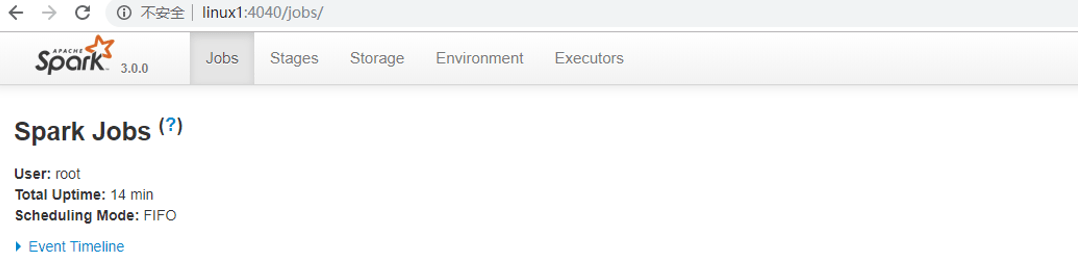 不安全 linux1:4040/jobs/
APACHE Spark 3.0.0 Jobs Stages Storage Environment Executors
Spark Jobs (?)
User: root
Total Uptime: 14 min
Scheduling Mode: FIFO
Event Timeline